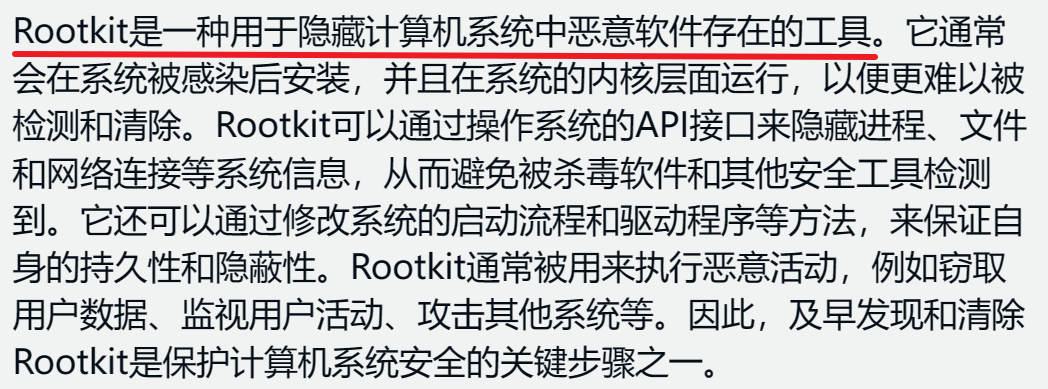 Rootkit是一种用于隐藏计算机系统中恶意软件存在的工具。它通常
会在系统被感染后安装，并且在系统的内核层面运行，以便更难以被
检测和清除。Rootkit可以通过操作系统的API接口来隐藏进程、文件
和网络连接等系统信息，从而避免被杀毒软件和其他安全工具检测
到。它还可以通过修改系统的启动流程和驱动程序等方法，来保证自
身的持久性和隐蔽性。Rootkit通常被用来执行恶意活动，例如窃取
用户数据、监视用户活动、攻击其他系统等。因此，及早发现和清除
Rootkit是保护计算机系统安全的关键步骤之一。